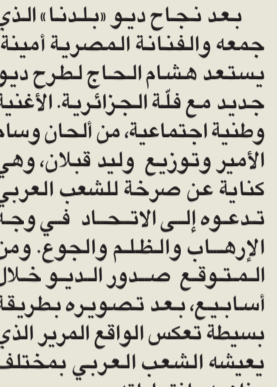 بعد نجاح ديو «بلدنا» الذي
جمعه والفنانة المصرية أمينة،
يستعد هشام الحاج لطرح ديو
جديد مع فلّة الجزائرية. الأغنية
وطنية اجتماعية، من ألحان وسام
الأمير وتوزيع وليد قبلان، وهي
كناية عن صرخة للشعب العربي
تدعوه إلى الاتحاد في وجه
الإرهاب والظلم والجوع. ومن
المتوقع صدور الديو خلال
أسابيع، بعد تصويره بطريقة
بسيطة تعكس الواقع المرير الذي
يعيشه الشعب العربي بمختلف